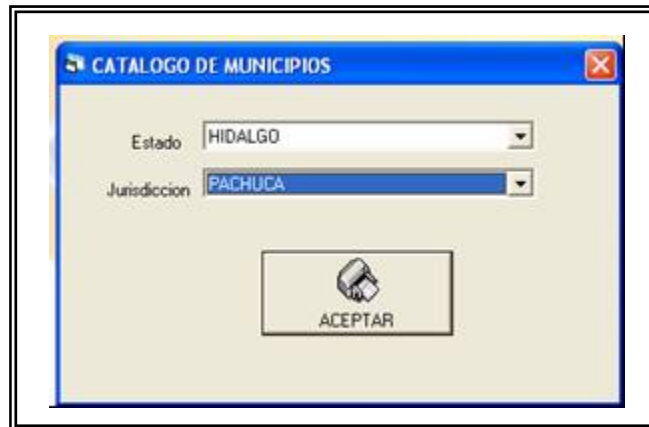 CATALOGO DE MUNICIPIOS
Estado HIDALGO
Jurisdiccion PACHUCA
ACEPTAR